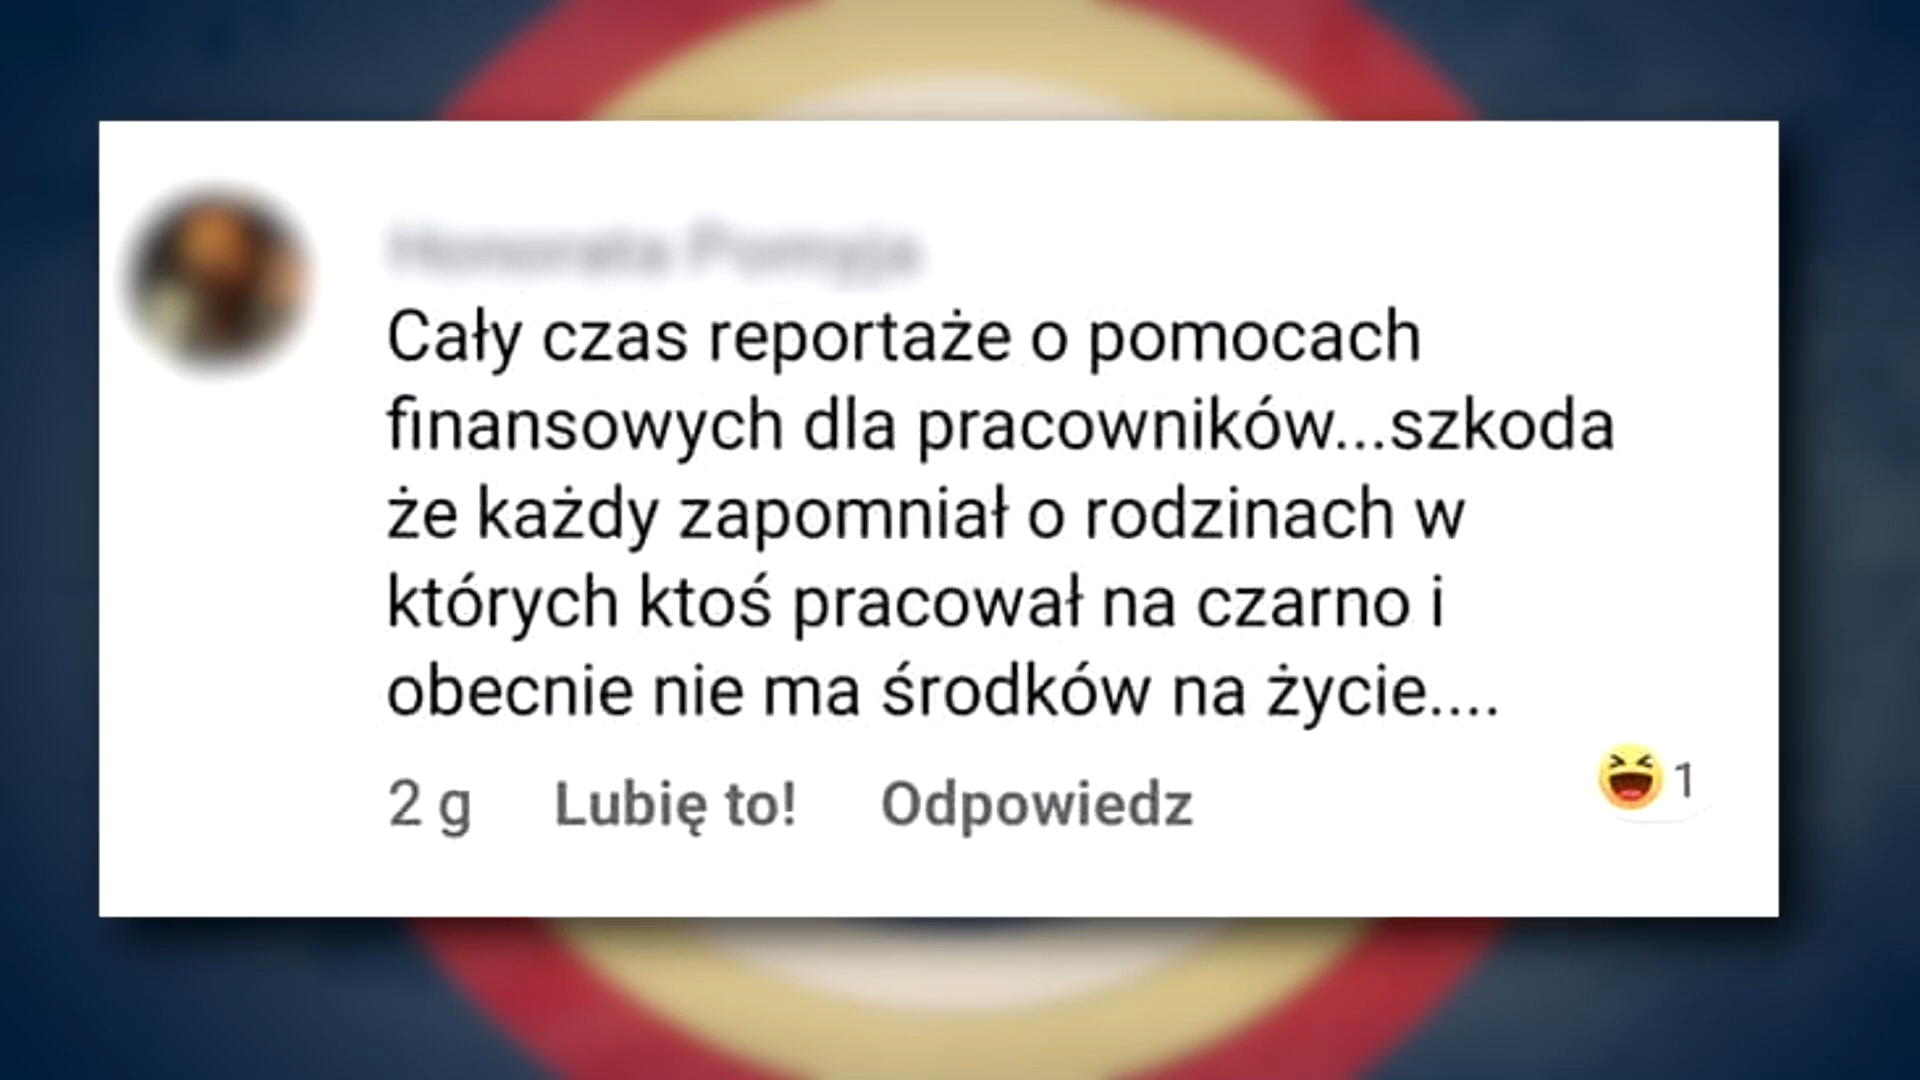 Cały czas reportaże o pomocach
finansowych dla pracowników...szkoda
że każdy zapomniał o rodzinach w
których ktoś pracował na czarno i
obecnie nie ma środków na życie....
2 g Lubię to! Odpowiedz 1